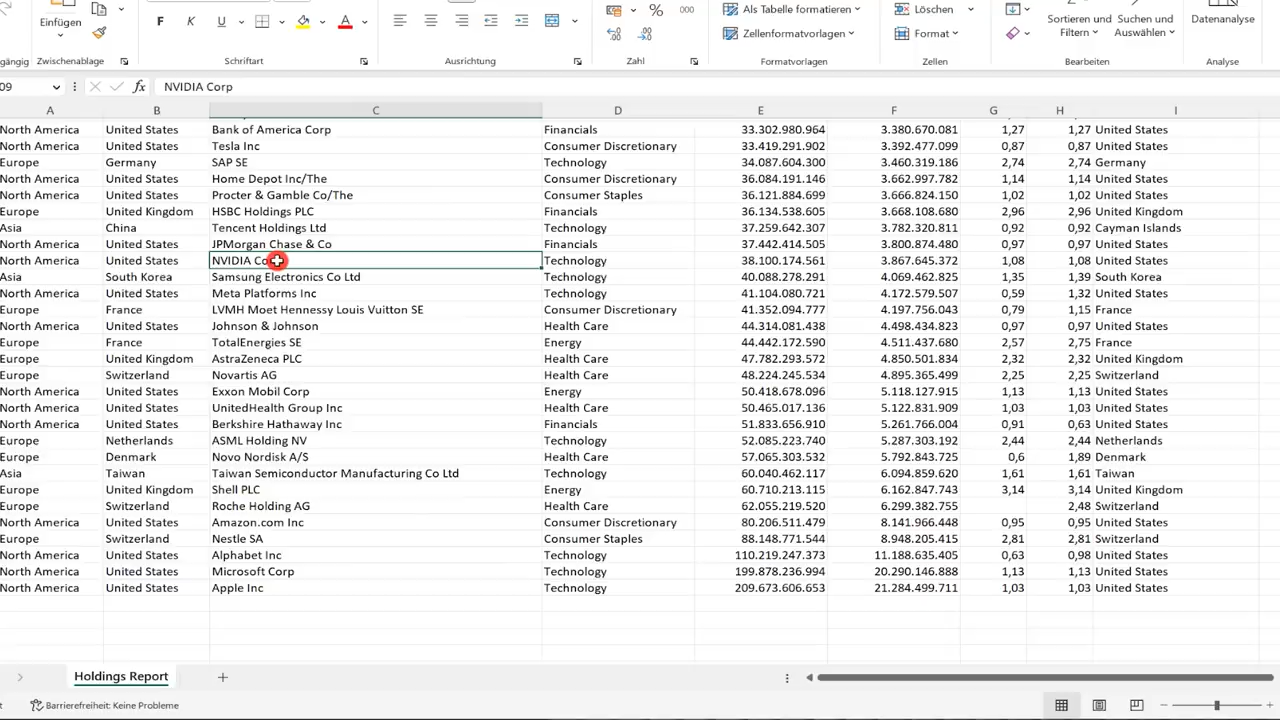 Einfügen
F K U
A
%
000
Als Tabelle formatieren
Zellenformatvorlagen
Löschen
Format
Sortieren und Filtern
Suchen und Auswählen
Datenanalyse
gängig
Zwischenablage
Schriftart
Ausrichtung
Zahl
Formatvorlagen
Zellen
Bearbeiten
Analyse
09 fx NVIDIA Corp
A B C D E F G H I
North America United States Bank of America Corp Financials 33.302.980.964 3.380.670.081 1,27 1,27 United States
North America United States Tesla Inc Consumer Discretionary 33.419.291.902 3.392.477.099 0,87 0,87 United States
Europe Germany SAP SE Technology 34.087.604.300 3.460.319.186 2,74 2,74 Germany
North America United States Home Depot Inc/The Consumer Discretionary 36.084.191.146 3.662.997.782 1,14 1,14 United States
North America United States Procter & Gamble Co/The Consumer Staples 36.121.884.699 3.666.824.150 1,02 1,02 United States
Europe United Kingdom HSBC Holdings PLC Financials 36.134.538.605 3.668.108.680 2,96 2,96 United Kingdom
Asia China Tencent Holdings Ltd Technology 37.259.642.307 3.782.320.811 0,92 0,92 Cayman Islands
North America United States JPMorgan Chase & Co Financials 37.442.414.505 3.800.874.480 0,97 0,97 United States
North America United States NVIDIA Technology 38.100.174.561 3.867.645.372 1,08 1,08 United States
Asia South Korea Samsung Electronics Co Ltd Technology 40.088.278.291 4.069.462.825 1,35 1,39 South Korea
North America United States Meta Platforms Inc Technology 41.104.080.721 4.172.579.507 0,59 1,32 United States
Europe France LVMH Moet Hennessy Louis Vuitton SE Consumer Discretionary 41.352.094.777 4.197.756.043 0,79 1,15 France
North America United States Johnson & Johnson Health Care 44.314.081.438 4.498.434.823 0,97 0,97 United States
Europe France TotalEnergies SE Energy 44.442.172.590 4.511.437.680 2,57 2,75 France
Europe United Kingdom AstraZeneca PLC Health Care 47.782.293.572 4.850.501.834 2,32 2,32 United Kingdom
Europe Switzerland Novartis AG Health Care 48.224.245.534 4.895.365.499 2,25 2,25 Switzerland
North America United States Exxon Mobil Corp Energy 50.418.678.096 5.118.127.915 1,13 1,13 United States
North America United States UnitedHealth Group Inc Health Care 50.465.017.136 5.122.831.909 1,03 1,03 United States
North America United States Berkshire Hathaway Inc Financials 51.833.656.910 5.261.766.004 0,91 0,63 United States
Europe Netherlands ASML Holding NV Technology 52.085.223.740 5.287.303.192 2,44 2,44 Netherlands
Europe Denmark Novo Nordisk A/S Health Care 57.065.303.532 5.792.843.725 0,6 1,89 Denmark
Asia Taiwan Taiwan Semiconductor Manufacturing Co Ltd Technology 60.040.462.117 6.094.859.620 1,61 1,61 Taiwan
Europe United Kingdom Shell PLC Energy 60.710.213.115 6.162.847.743 3,14 3,14 United Kingdom
Europe Switzerland Roche Holding AG Health Care 62.055.219.520 6.299.382.755 2,48 Switzerland
North America United States Amazon.com Inc Consumer Discretionary 80.206.511.479 8.141.966.448 0,95 0,95 United States
Europe Switzerland Nestle SA Consumer Staples 88.148.771.544 8.948.205.415 2,81 2,81 Switzerland
North America United States Alphabet Inc Technology 110.219.247.373 11.188.635.405 0,63 0,98 United States
North America United States Microsoft Corp Technology 199.878.236.994 20.290.146.888 1,13 1,13 United States
North America United States Apple Inc Technology 209.673.606.653 21.284.499.711 1,03 1,03 United States
Holdings Report
Barrierefreiheit: Keine Probleme